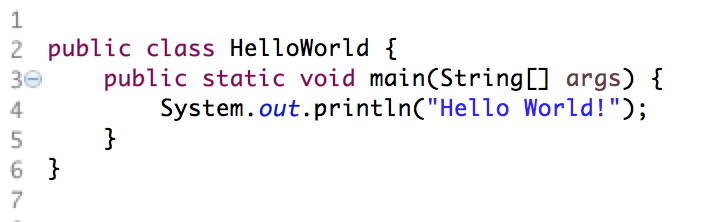 1
2 public class HelloWorld {
3 public static void main(String[] args) {
4 System.out.println("Hello World!");
5 }
6 }
7